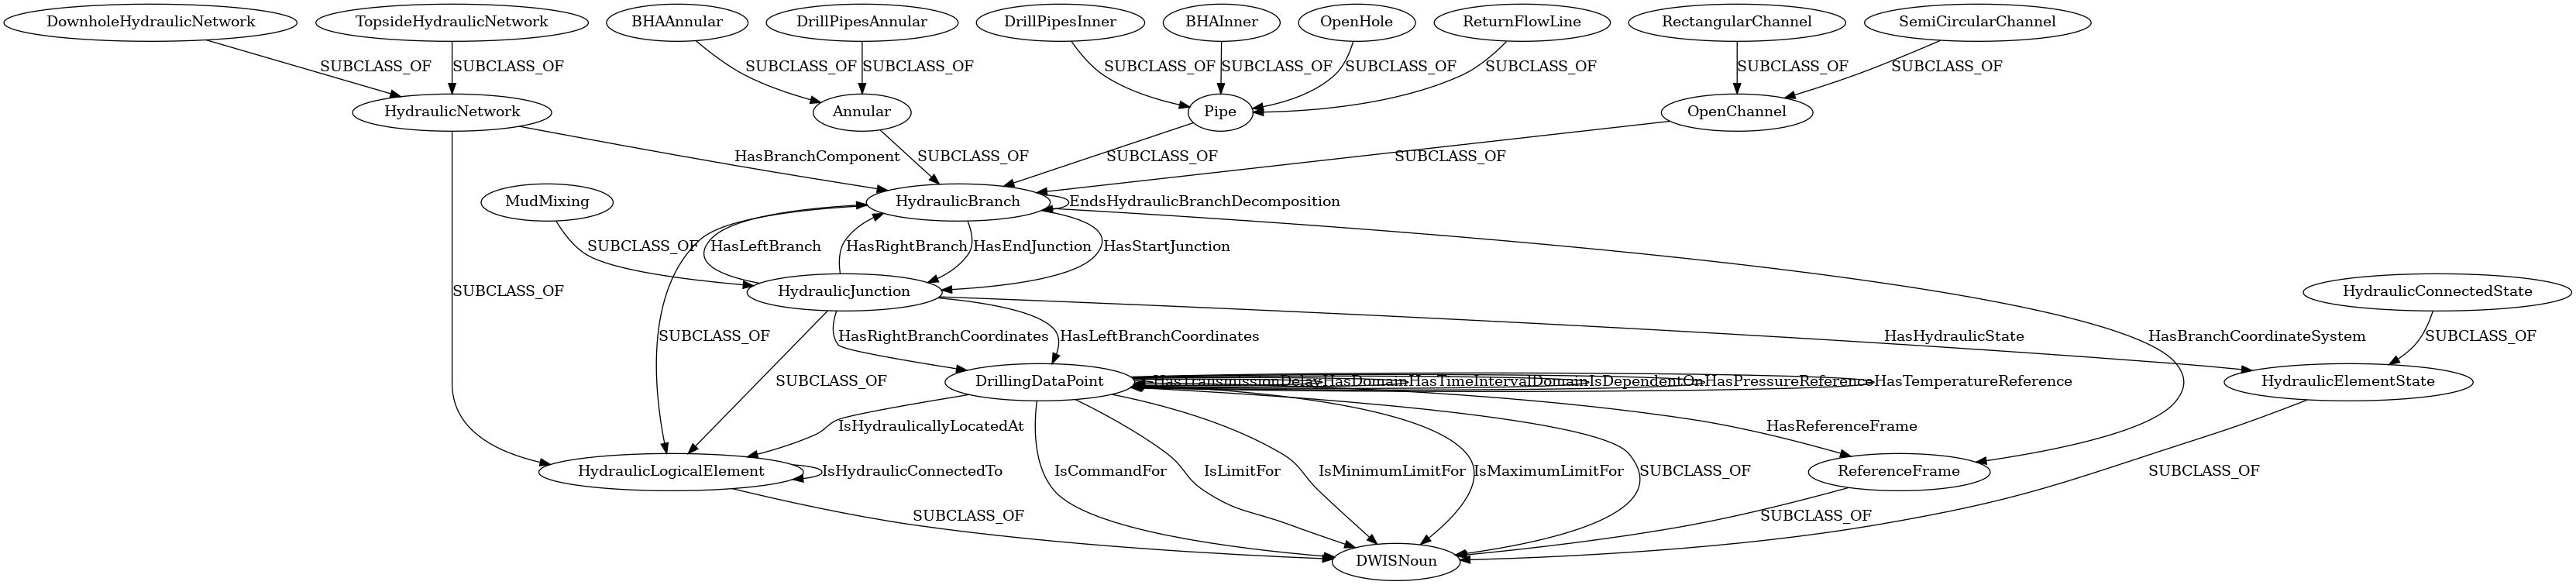 DownholeHydraulicNetwork
TopsideHydraulicNetwork
BHAAnnular
DrillPipesAnnular
DrillPipesInner
BHAInner
OpenHole
ReturnFlowLine
RectangularChannel
SemiCircularChannel
SUBCLASS_OF
SUBCLASS_OF
SUBCLASS_OF
SUBCLASS_OF
SUBCLASS_OF
SUBCLASS_OF
SUBCLASS_OF
SUBCLASS_OF
SUBCLASS_OF
SUBCLASS_OF
HydraulicNetwork
Annular
Pipe
OpenChannel
HasBranchComponent
SUBCLASS_OF
SUBCLASS_OF
SUBCLASS_OF
MudMixing
HydraulicBranch
EndsHydraulicBranchDecomposition
SUBCLASS_OF
HasLeftBranch
HasRightBranch
HasEndJunction
HasStartJunction
SUBCLASS_OF
HydraulicJunction
HydraulicConnectedState
SUBCLASS_OF
HasRightBranchCoordinates
HasLeftBranchCoordinates
HasHydraulicState
HasBranchCoordinateSystem
SUBCLASS_OF
SUBCLASS_OF
DrillingDataPoint
HasTransmissionDelay
HasDomain
HasTimeIntervalDomain
IsDependentOn
HasPressureReference
HasTemperatureReference
HydraulicElementState
IsHydraulicallyLocatedAt
HasReferenceFrame
HydraulicLogicalElement
IsHydraulicConnectedTo
IsCommandFor
IsLimitFor
IsMinimumLimitFor
IsMaximumLimitFor
SUBCLASS_OF
ReferenceFrame
SUBCLASS_OF
SUBCLASS_OF
SUBCLASS_OF
DWISNoun